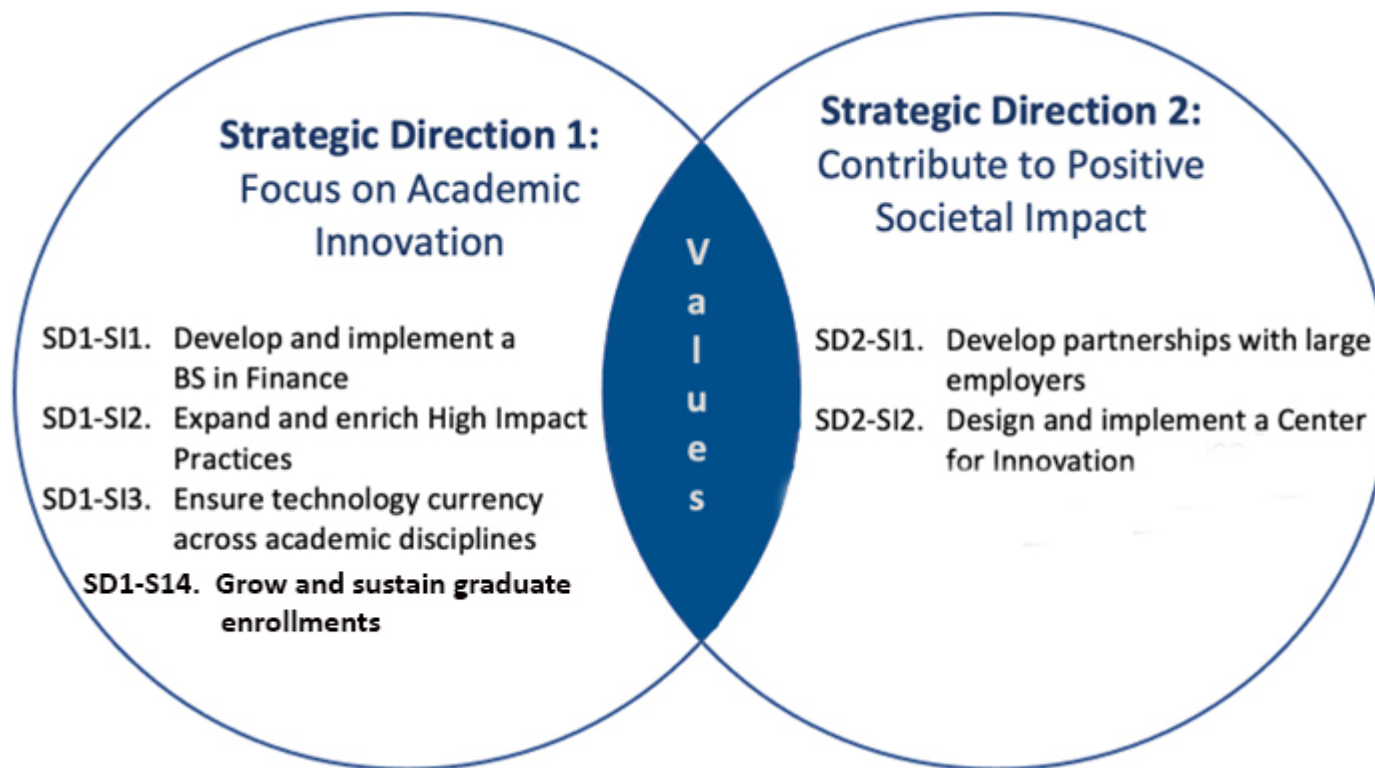 Strategic Direction 1:
Focus on Academic
Innovation
SD1-SI1. Develop and implement a
BS in Finance
SD1-SI2. Expand and enrich High Impact
Practices
SD1-SI3. Ensure technology currency
across academic disciplines
SD1-S14. Grow and sustain graduate
enrollments
Values
Strategic Direction 2:
Contribute to Positive
Societal Impact
SD2-SI1. Develop partnerships with large
employers
SD2-SI2. Design and implement a Center
for Innovation